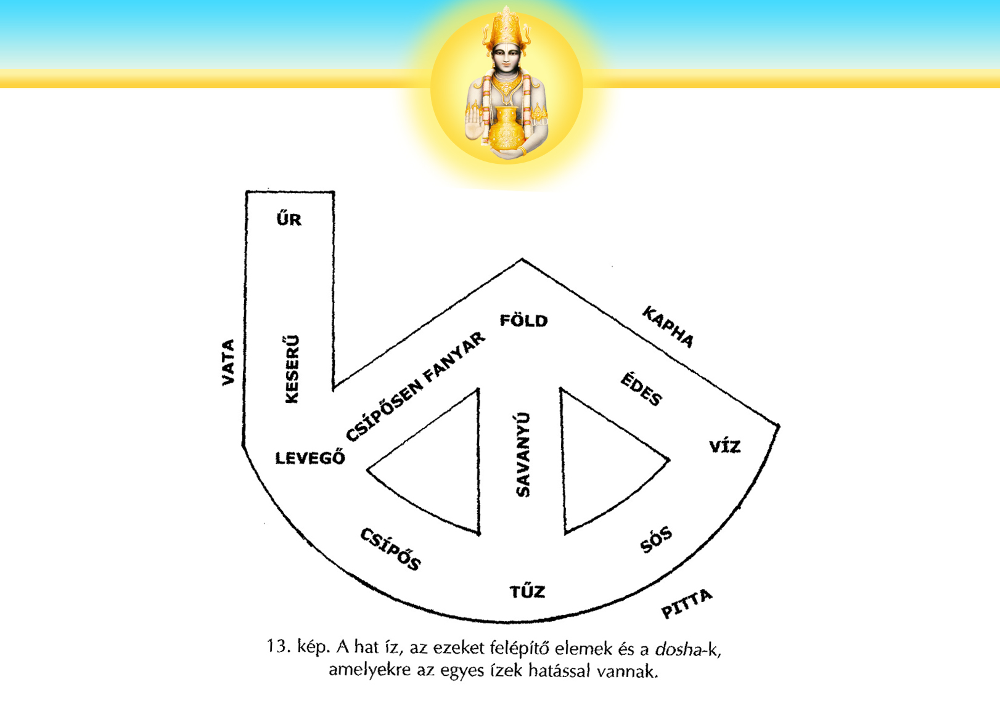 ŰR
FÖLD
KAPHA
VATA
KESERŰ
CSÍPŐSEN FANYAR
ÉDES
SAVANYÚ
VÍZ
LEVEGŐ
CSÍPŐS
SÓS
TŰZ
PITTA
13. kép. A hat íz, az ezeket felépítő elemek és a dosha-k,
amelyekre az egyes ízek hatással vannak.